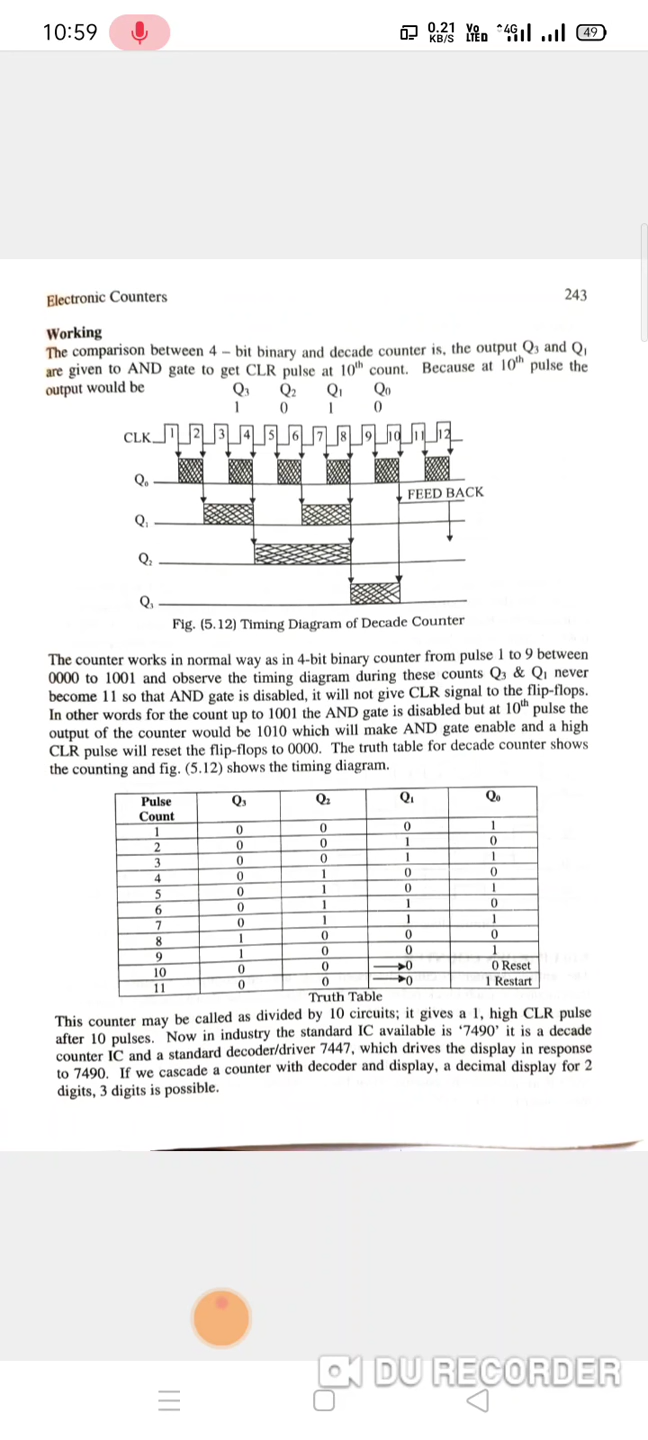 10:59
0.21 KB/S Vo LTED 4G 49
Electronic Counters 243
Working
The comparison between 4 – bit binary and decade counter is, the output Q₃ and Q₁
are given to AND gate to get CLR pulse at 10th count. Because at 10th pulse the
output would be Q₃ Q₂ Q₁ Q₀
1 0 1 0
CLK 1 2 3 4 5 6 7 8 9 10 11 12
Q₀
FEED BACK
Q₁
Q₂
Q₃
Fig. (5.12) Timing Diagram of Decade Counter
The counter works in normal way as in 4-bit binary counter from pulse 1 to 9 between
0000 to 1001 and observe the timing diagram during these counts Q₃ & Q₁ never
become 11 so that AND gate is disabled, it will not give CLR signal to the flip-flops.
In other words for the count up to 1001 the AND gate is disabled but at 10th pulse the
output of the counter would be 1010 which will make AND gate enable and a high
CLR pulse will reset the flip-flops to 0000. The truth table for decade counter shows
the counting and fig. (5.12) shows the timing diagram.
Pulse Count Q₃ Q₂ Q₁ Q₀
1 0 0 0 1
2 0 0 1 0
3 0 0 1 1
4 0 1 0 0
5 0 1 0 1
6 0 1 1 0
7 0 1 1 1
8 1 0 0 0
9 1 0 0 1
10 0 0 0 0 Reset
11 0 0 0 1 Restart
Truth Table
This counter may be called as divided by 10 circuits; it gives a 1, high CLR pulse
after 10 pulses. Now in industry the standard IC available is ‘7490’ it is a decade
counter IC and a standard decoder/driver 7447, which drives the display in response
to 7490. If we cascade a counter with decoder and display, a decimal display for 2
digits, 3 digits is possible.
DU RECORDER